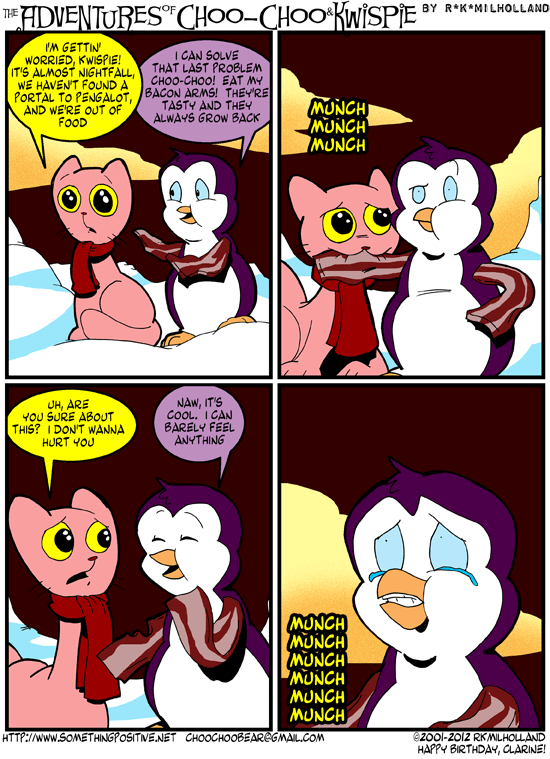 THE ADVENTURES OF CHOO-CHOO & KWISPIE BY R*K*MILHOLLAND
I'M GETTIN'
WORRIED, KWISPIE!
IT'S ALMOST NIGHTFALL,
WE HAVEN'T FOUND A
PORTAL TO PENGALOT,
AND WE'RE OUT OF
FOOD
I CAN SOLVE
THAT LAST PROBLEM
CHOO-CHOO! EAT MY
BACON ARMS! THEY'RE
TASTY AND THEY
ALWAYS GROW BACK
MUNCH
MUNCH
MUNCH
UH, ARE
YOU SURE ABOUT
THIS? I DON'T WANNA
HURT YOU
NAW, IT'S
COOL. I CAN
BARELY FEEL
ANYTHING
MUNCH
MUNCH
MUNCH
MUNCH
MUNCH
MUNCH
HTTP://WWW.SOMETHINGPOSITIVE.NET CHOOCHOOBEAR@GMAIL.COM
©2001-2012 RKMILHOLLAND
HAPPY BIRTHDAY, CLARINE!